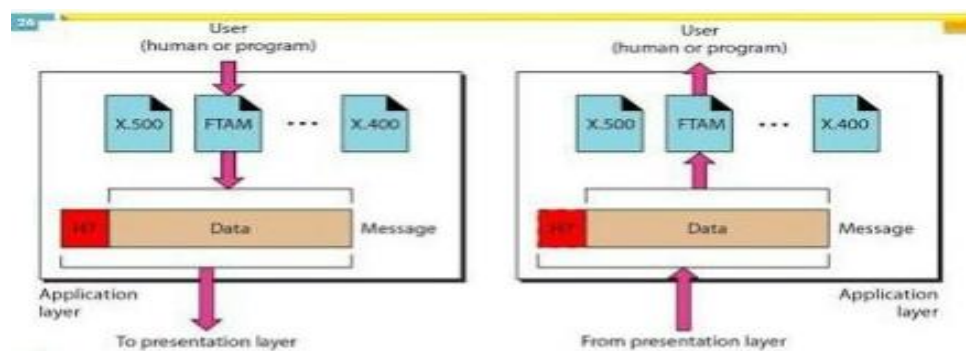 26
User
(human or program)
X.500
FTAM
...
X.400
H7
Data
Message
Application
layer
To presentation layer
User
(human or program)
X.500
FTAM
...
X.400
H7
Data
Message
Application
layer
From presentation layer